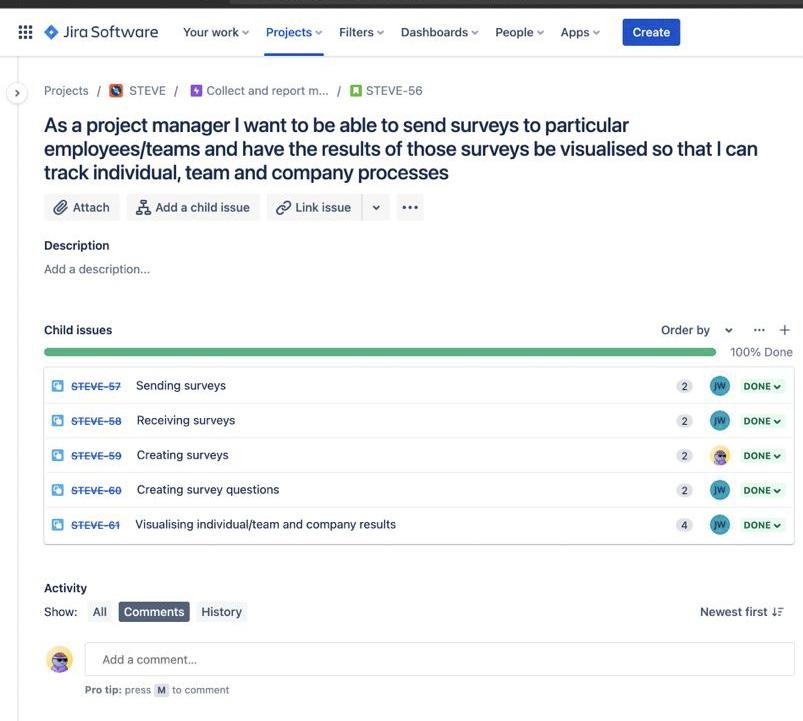 Jira Software Your work Projects Filters Dashboards People Apps Create
Projects / STEVE / Collect and report m... / STEVE-56
As a project manager I want to be able to send surveys to particular
employees/teams and have the results of those surveys be visualised so that I can
track individual, team and company processes
Attach Add a child issue Link issue
Description
Add a description...
Child issues Order by
100% Done
STEVE-57 Sending surveys 2 JW DONE
STEVE-58 Receiving surveys 2 JW DONE
STEVE-59 Creating surveys 2 DONE
STEVE-60 Creating survey questions 2 JW DONE
STEVE-61 Visualising individual/team and company results 4 JW DONE
Activity
Show: All Comments History Newest first
Add a comment...
Pro tip: press M to comment